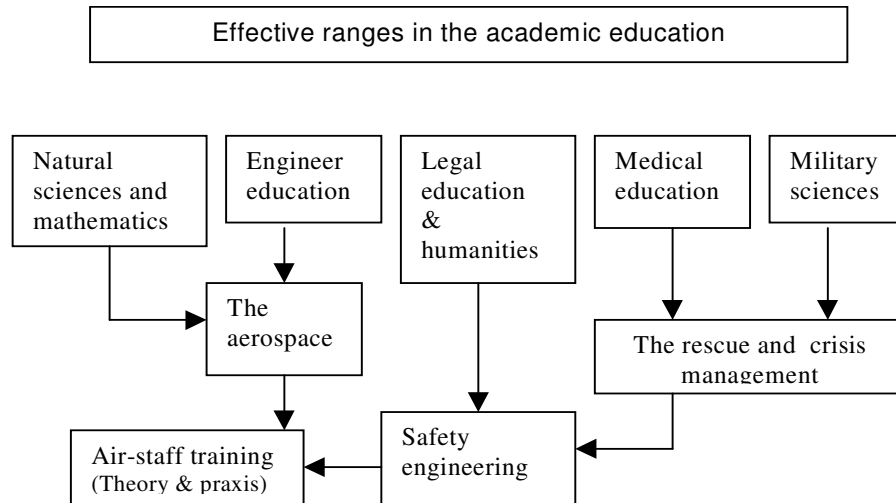 Effective ranges in the academic education
Natural
sciences and
mathematics
Engineer
education
Legal
education
&
humanities
Medical
education
Military
sciences
The
aerospace
The rescue and crisis
management
Air-staff training
(Theory & praxis)
Safety
engineering